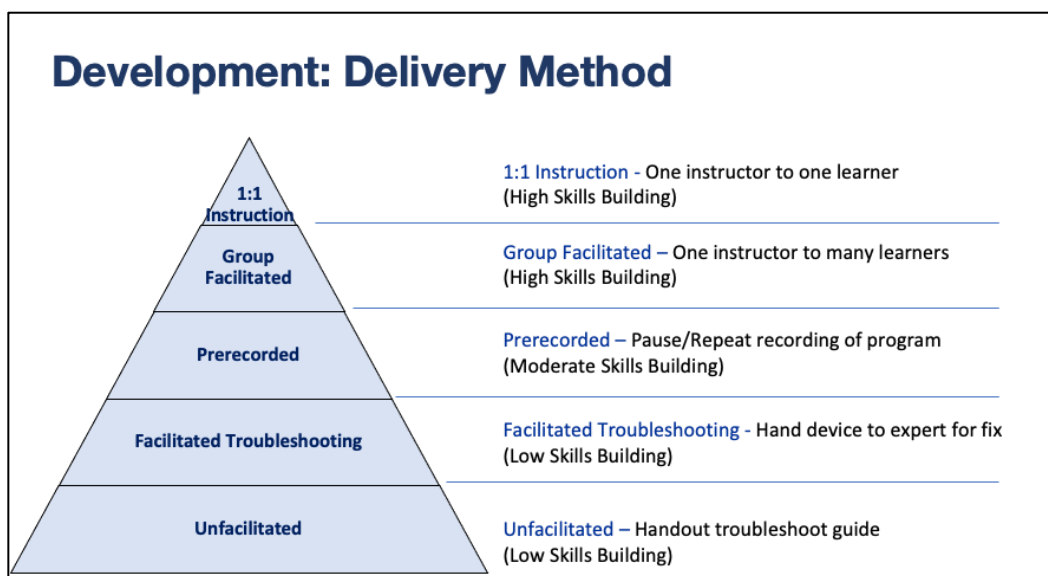 Development: Delivery Method
1:1
Instruction
1:1 Instruction - One instructor to one learner
(High Skills Building)
Group
Facilitated
Group Facilitated – One instructor to many learners
(High Skills Building)
Prerecorded
Prerecorded – Pause/Repeat recording of program
(Moderate Skills Building)
Facilitated Troubleshooting
Facilitated Troubleshooting - Hand device to expert for fix
(Low Skills Building)
Unfacilitated
Unfacilitated – Handout troubleshoot guide
(Low Skills Building)